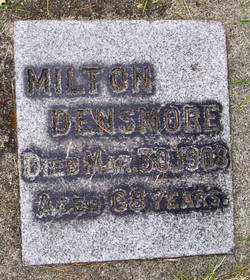 MILTON
DENSMORE
DIED MAR. 30, 1908
AGED 68 YEARS.